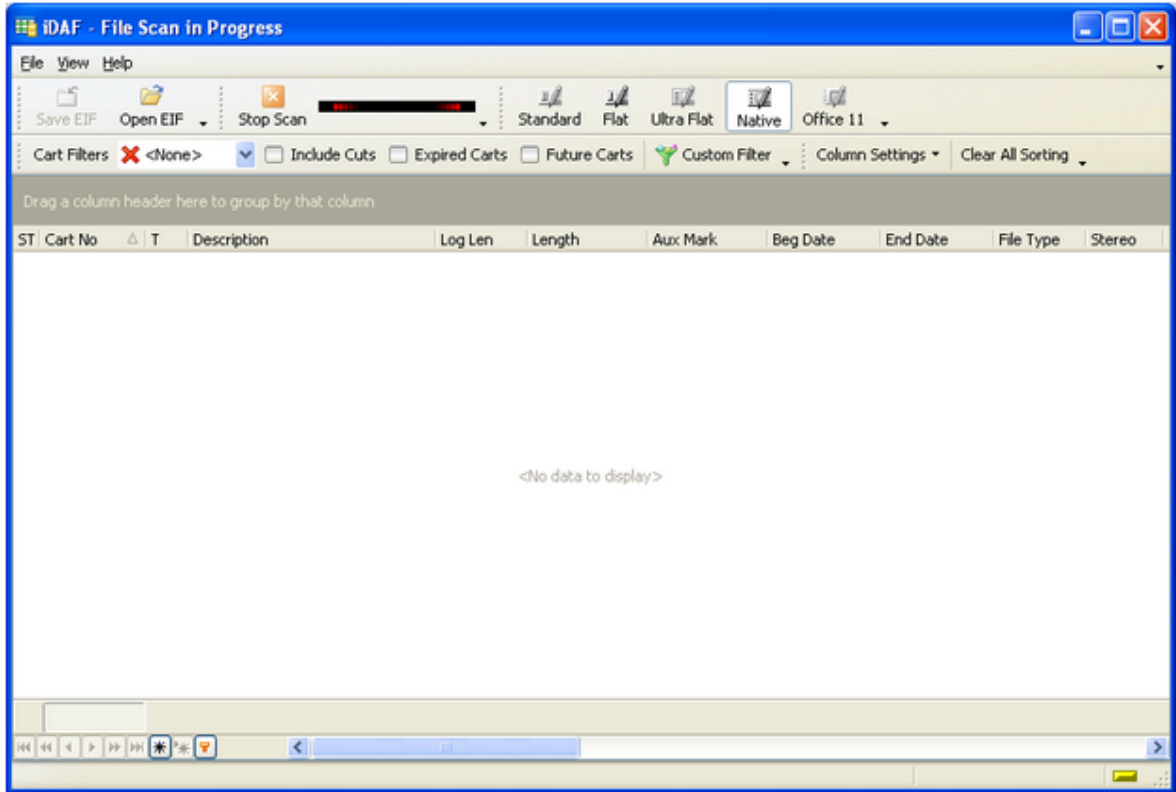 iDAF - File Scan in Progress
File View Help
Save EIF Open EIF Stop Scan Standard Flat Ultra Flat Native Office 11
Cart Filters <None> Include Cuts Expired Carts Future Carts Custom Filter Column Settings Clear All Sorting
Drag a column header here to group by that column
ST Cart No T Description Log Len Length Aux Mark Beg Date End Date File Type Stereo
<No data to display>